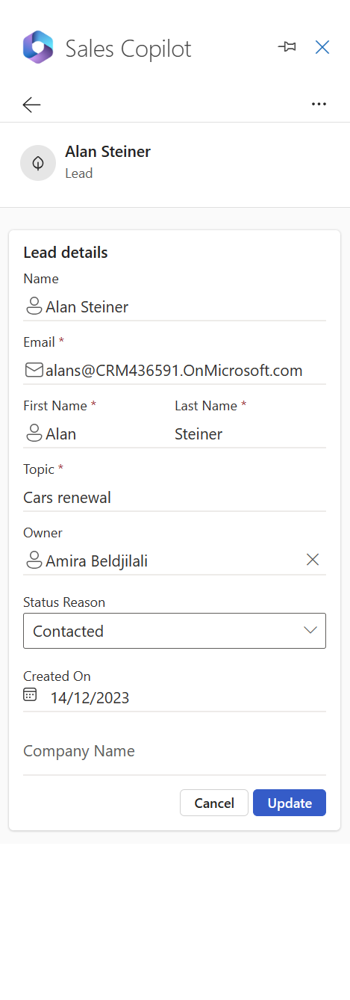 Sales Copilot
Alan Steiner
Lead
Lead details
Name
Alan Steiner
Email *
alans@CRM436591.OnMicrosoft.com
First Name * Last Name *
Alan Steiner
Topic *
Cars renewal
Owner
Amira Beldjilali
Status Reason
Contacted
Created On
14/12/2023
Company Name
Cancel Update